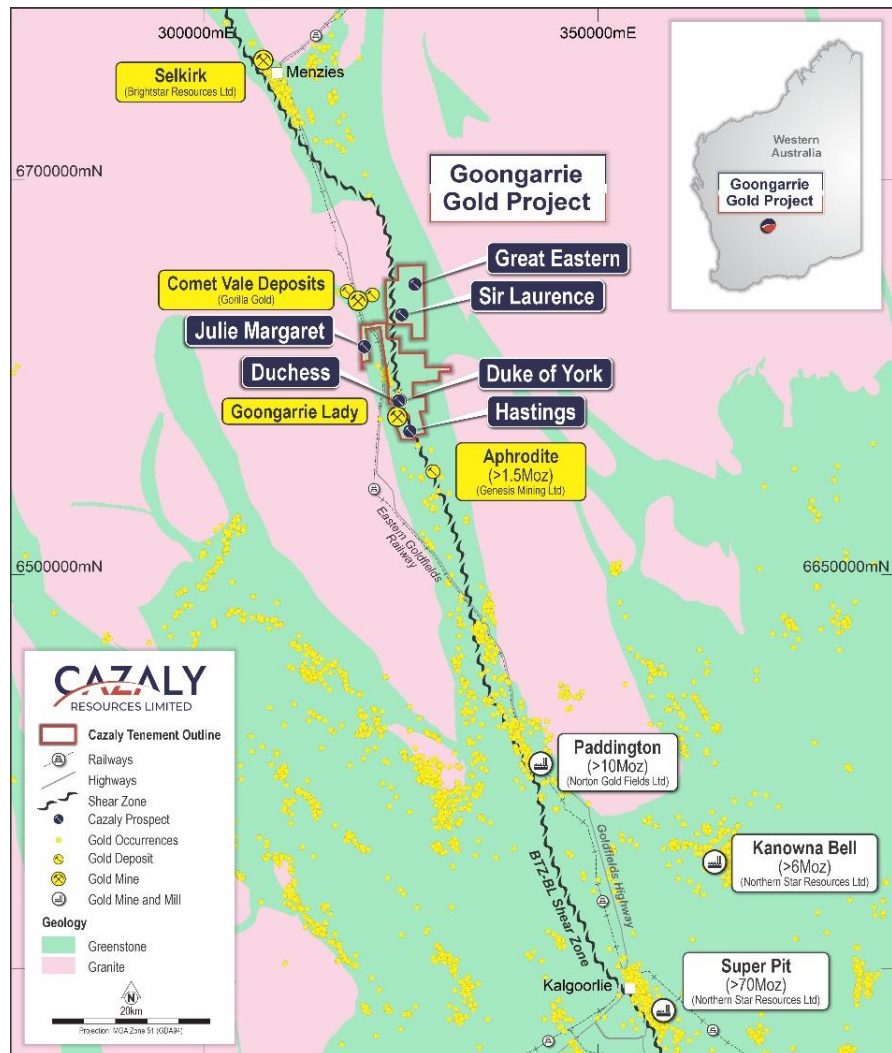 300000mE
350000mE
Selkirk
(Brightstar Resources Ltd)
Menzies
Western
Australia
Goongarrie
Gold Project
6700000mN
Goongarrie
Gold Project
Great Eastern
Comet Vale Deposits
(Gorilla Gold)
Sir Laurence
Julie Margaret
Duchess
Duke of York
Goongarrie Lady
Hastings
Aphrodite
(>1.5Moz)
(Genesis Mining Ltd)
Eastern Goldfields
Railway
6500000mN
6650000mN
CAZALY
RESOURCES LIMITED
Cazaly Tenement Outline
Railways
Highways
Shear Zone
Cazaly Prospect
Gold Occurrences
Gold Deposit
Gold Mine
Gold Mine and Mill
Geology
Greenstone
Granite
N
20km
Projection: MGA Zone 51 (GDA94)
Paddington
(>10Moz)
(Norton Gold Fields Ltd)
Goldfields Highway
Kanowna Bell
(>6Moz)
(Northern Star Resources Ltd)
BTZ-BL Shear Zone
Super Pit
(>70Moz)
(Northern Star Resources Ltd)
Kalgoorlie